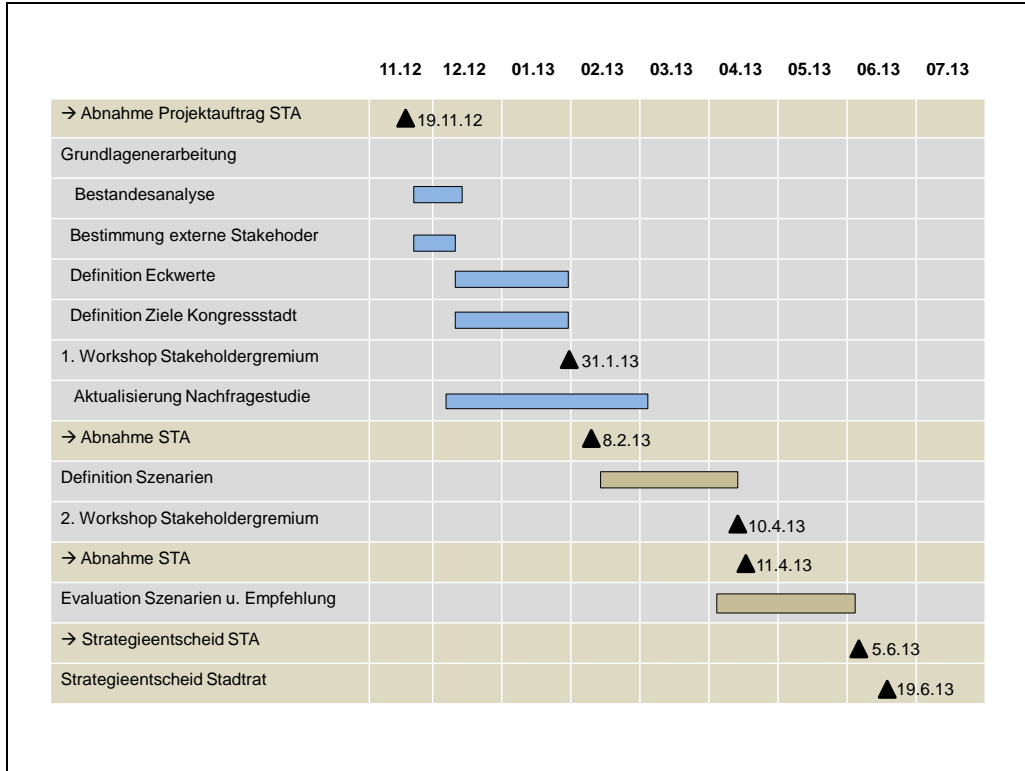 11.12 12.12 01.13 02.13 03.13 04.13 05.13 06.13 07.13
→ Abnahme Projektauftrag STA ▲19.11.12
Grundlagenerarbeitung
Bestandesanalyse
Bestimmung externe Stakehoder
Definition Eckwerte
Definition Ziele Kongressstadt
1. Workshop Stakeholdergremium ▲31.1.13
Aktualisierung Nachfragestudie
→ Abnahme STA ▲8.2.13
Definition Szenarien
2. Workshop Stakeholdergremium ▲10.4.13
→ Abnahme STA ▲11.4.13
Evaluation Szenarien u. Empfehlung
→ Strategieentscheid STA ▲ 5.6.13
Strategieentscheid Stadtrat ▲19.6.13